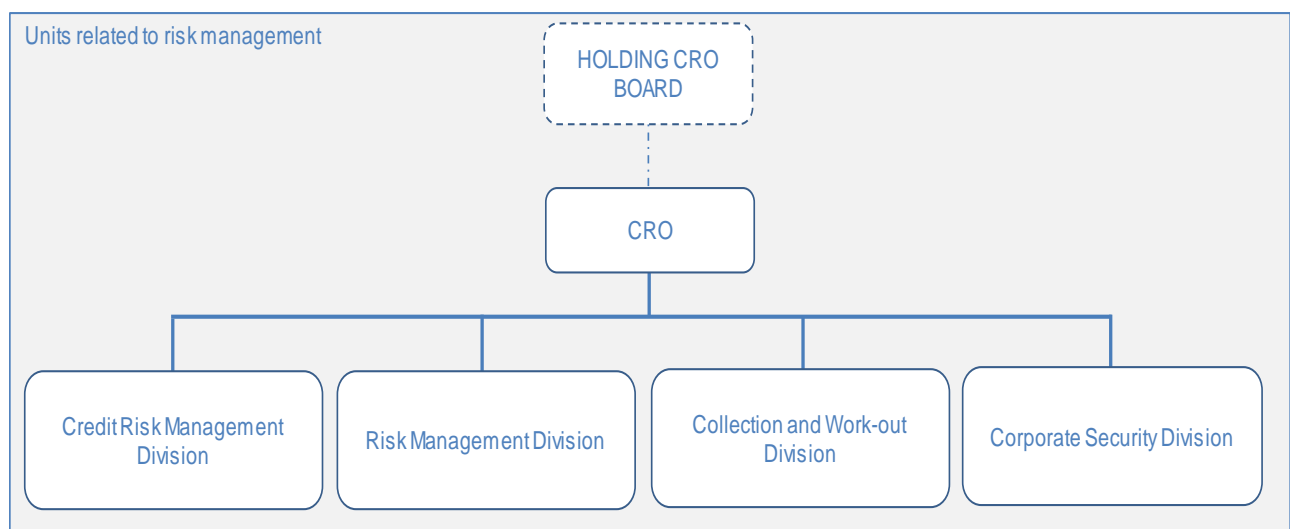 Units related to risk management
HOLDING CRO
BOARD
CRO
Credit Risk Management
Division
Risk Management Division
Collection and Work-out
Division
Corporate Security Division